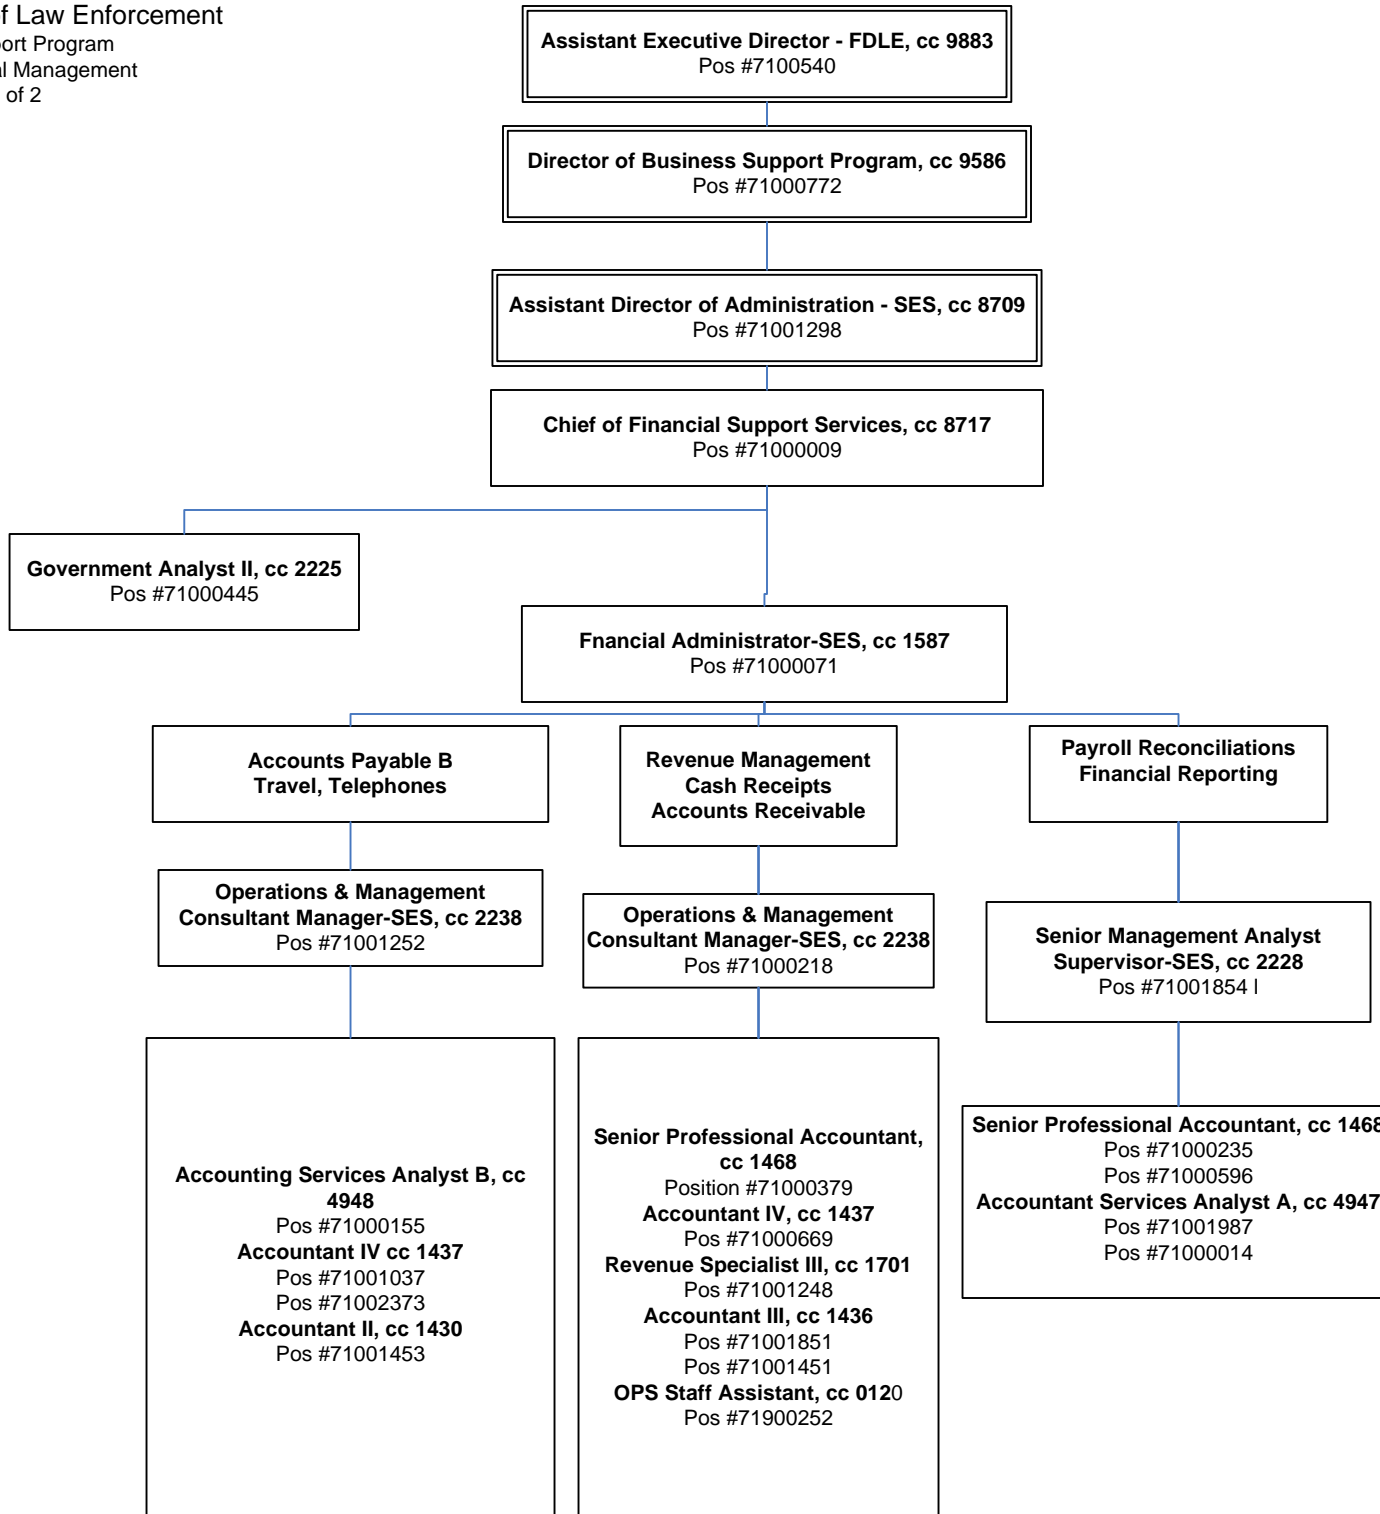 of Law Enforcement
ort Program
al Management
of 2
Assistant Executive Director - FDLE, cc 9883
Pos #7100540
Director of Business Support Program, cc 9586
Pos #71000772
Assistant Director of Administration - SES, cc 8709
Pos #71001298
Chief of Financial Support Services, cc 8717
Pos #71000009
Government Analyst II, cc 2225
Pos #71000445
Fnancial Administrator-SES, cc 1587
Pos #71000071
Accounts Payable B
Travel, Telephones
Operations & Management
Consultant Manager-SES, cc 2238
Pos #71001252
Accounting Services Analyst B, cc
4948
Pos #71000155
Accountant IV cc 1437
Pos #71001037
Pos #71002373
Accountant II, cc 1430
Pos #71001453
Revenue Management
Cash Receipts
Accounts Receivable
Operations & Management
Consultant Manager-SES, cc 2238
Pos #71000218
Senior Professional Accountant,
cc 1468
Position #71000379
Accountant IV, cc 1437
Pos #71000669
Revenue Specialist III, cc 1701
Pos #71001248
Accountant III, cc 1436
Pos #71001851
Pos #71001451
OPS Staff Assistant, cc 0120
Pos #71900252
Payroll Reconciliations
Financial Reporting
Senior Management Analyst
Supervisor-SES, cc 2228
Pos #71001854 l
Senior Professional Accountant, cc 1468
Pos #71000235
Pos #71000596
Accountant Services Analyst A, cc 4947
Pos #71001987
Pos #71000014